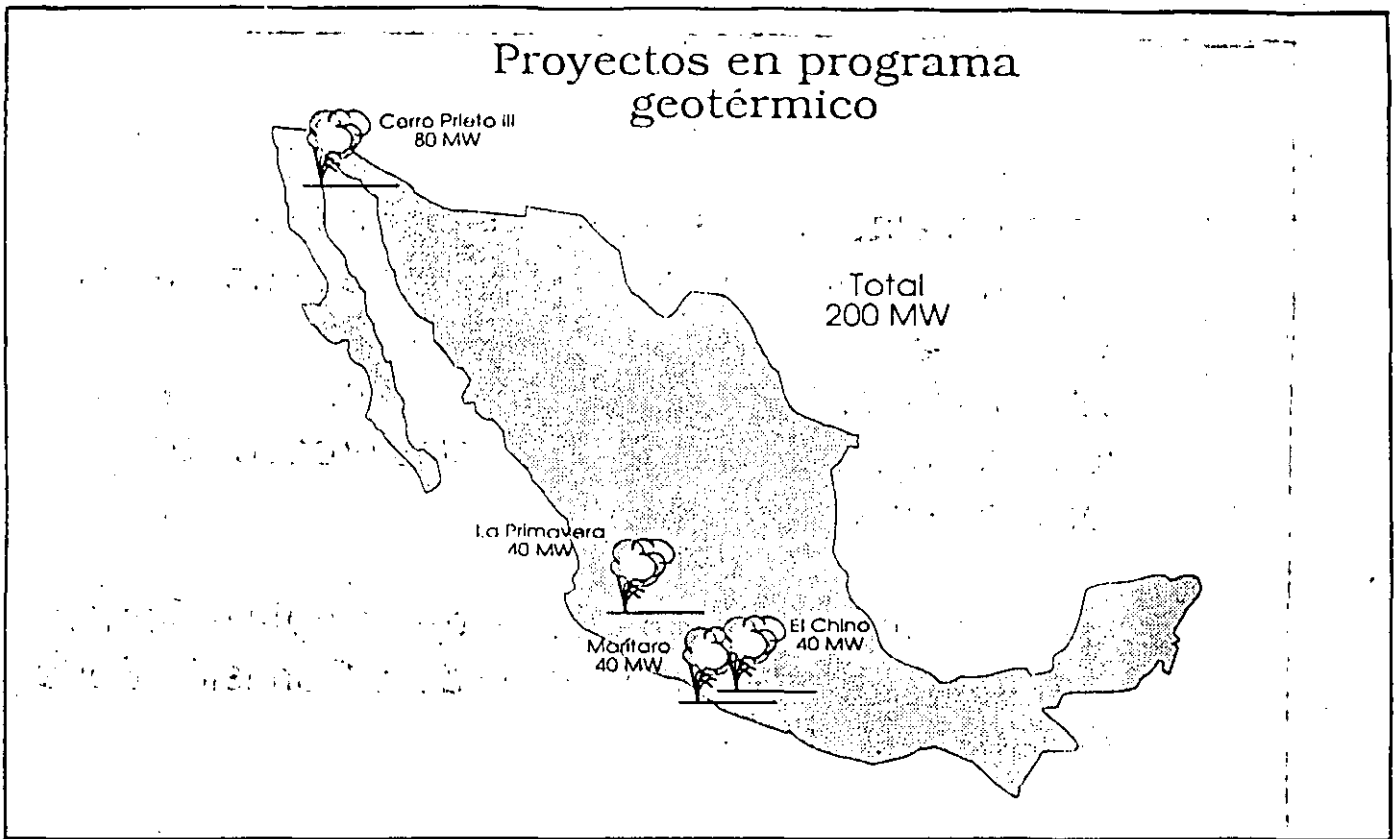 Proyectos en programa
geotérmico
Cerro Prieto III
80 MW
Total
200 MW
La Primavera
40 MW
El Chino
40 MW
Maritaro
40 MW